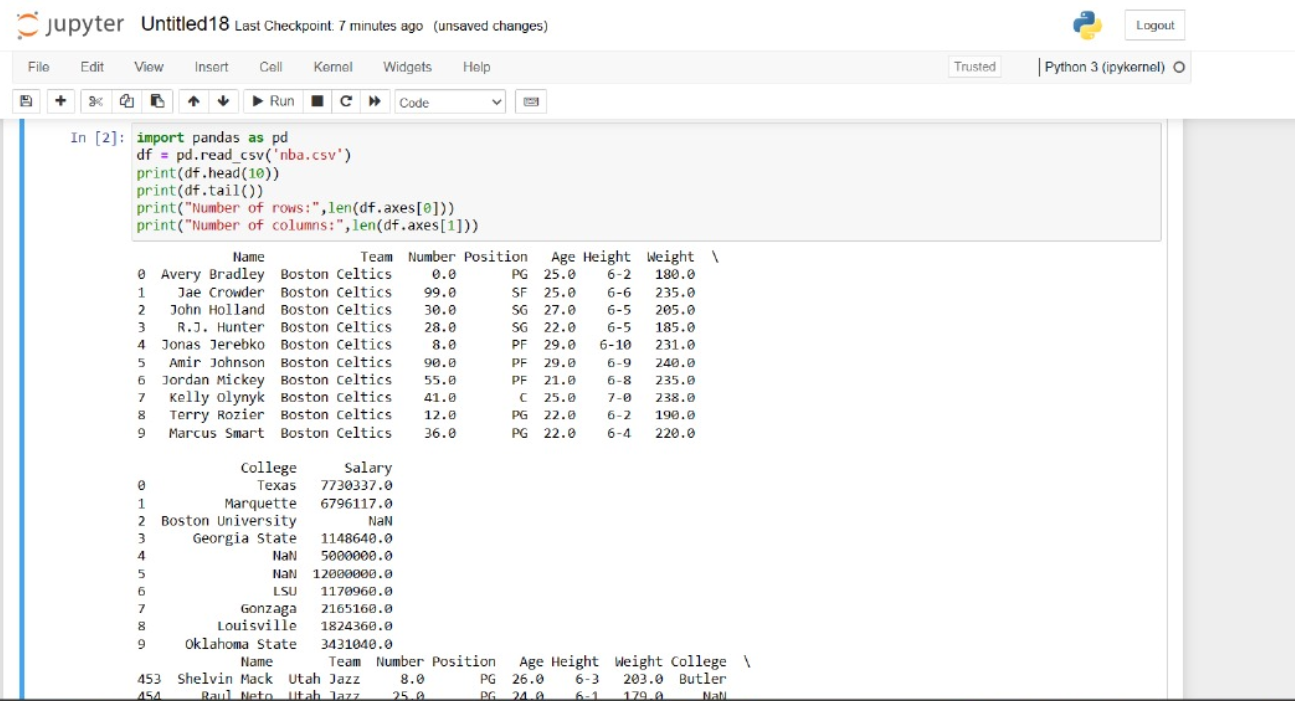 jupyter Untitled18 Last Checkpoint: 7 minutes ago (unsaved changes) Logout
File Edit View Insert Cell Kernel Widgets Help Trusted Python 3 (ipykernel)
Run Code
In [2]: import pandas as pd
df = pd.read_csv('nba.csv')
print(df.head(10))
print(df.tail())
print("Number of rows:",len(df.axes[0]))
print("Number of columns:",len(df.axes[1]))
Name Team Number Position Age Height Weight \
0 Avery Bradley Boston Celtics 0.0 PG 25.0 6-2 180.0
1 Jae Crowder Boston Celtics 99.0 SF 25.0 6-6 235.0
2 John Holland Boston Celtics 30.0 SG 27.0 6-5 205.0
3 R.J. Hunter Boston Celtics 28.0 SG 22.0 6-5 185.0
4 Jonas Jerebko Boston Celtics 8.0 PF 29.0 6-10 231.0
5 Amir Johnson Boston Celtics 90.0 PF 29.0 6-9 240.0
6 Jordan Mickey Boston Celtics 55.0 PF 21.0 6-8 235.0
7 Kelly Olynyk Boston Celtics 41.0 C 25.0 7-0 238.0
8 Terry Rozier Boston Celtics 12.0 PG 22.0 6-2 190.0
9 Marcus Smart Boston Celtics 36.0 PG 22.0 6-4 220.0
College Salary
0 Texas 7730337.0
1 Marquette 6796117.0
2 Boston University NaN
3 Georgia State 1148640.0
4 NaN 5000000.0
5 NaN 12000000.0
6 LSU 1170960.0
7 Gonzaga 2165160.0
8 Louisville 1824360.0
9 Oklahoma State 3431040.0
Name Team Number Position Age Height Weight College \
453 Shelvin Mack Utah Jazz 8.0 PG 26.0 6-3 203.0 Butler
454 Raul Neto Utah Jazz 25.0 PG 24.0 6-1 179.0 NaN